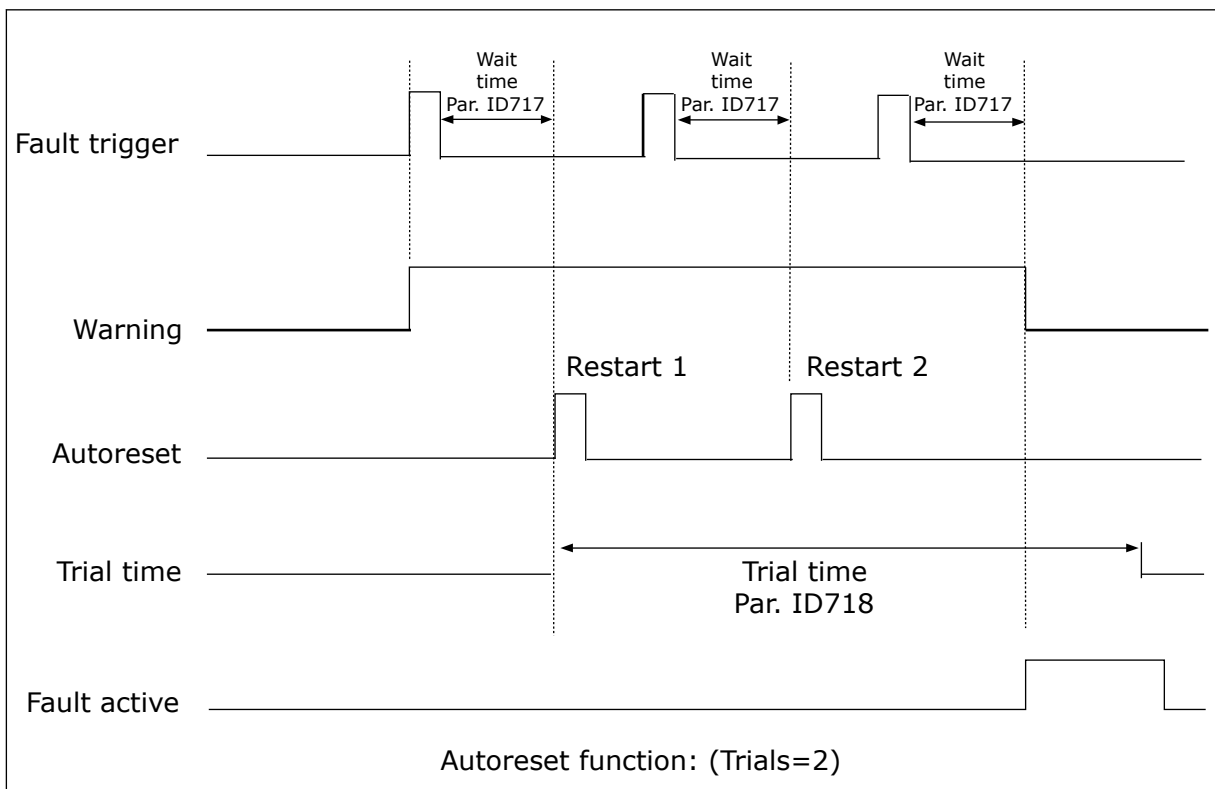 Wait
time
Par. ID717
Wait
time
Par. ID717
Wait
time
Par. ID717
Fault trigger
Warning
Restart 1
Restart 2
Autoreset
Trial time
Trial time
Par. ID718
Fault active
Autoreset function: (Trials=2)